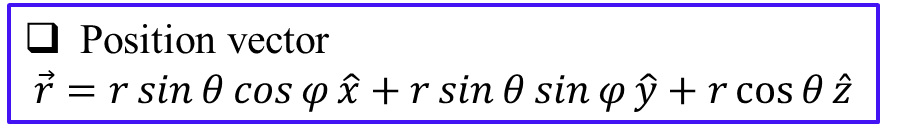 ❑ Position vector
r⃗ = r sin θ cos φ x̂ + r sin θ sin φ ŷ + r cos θ ẑ